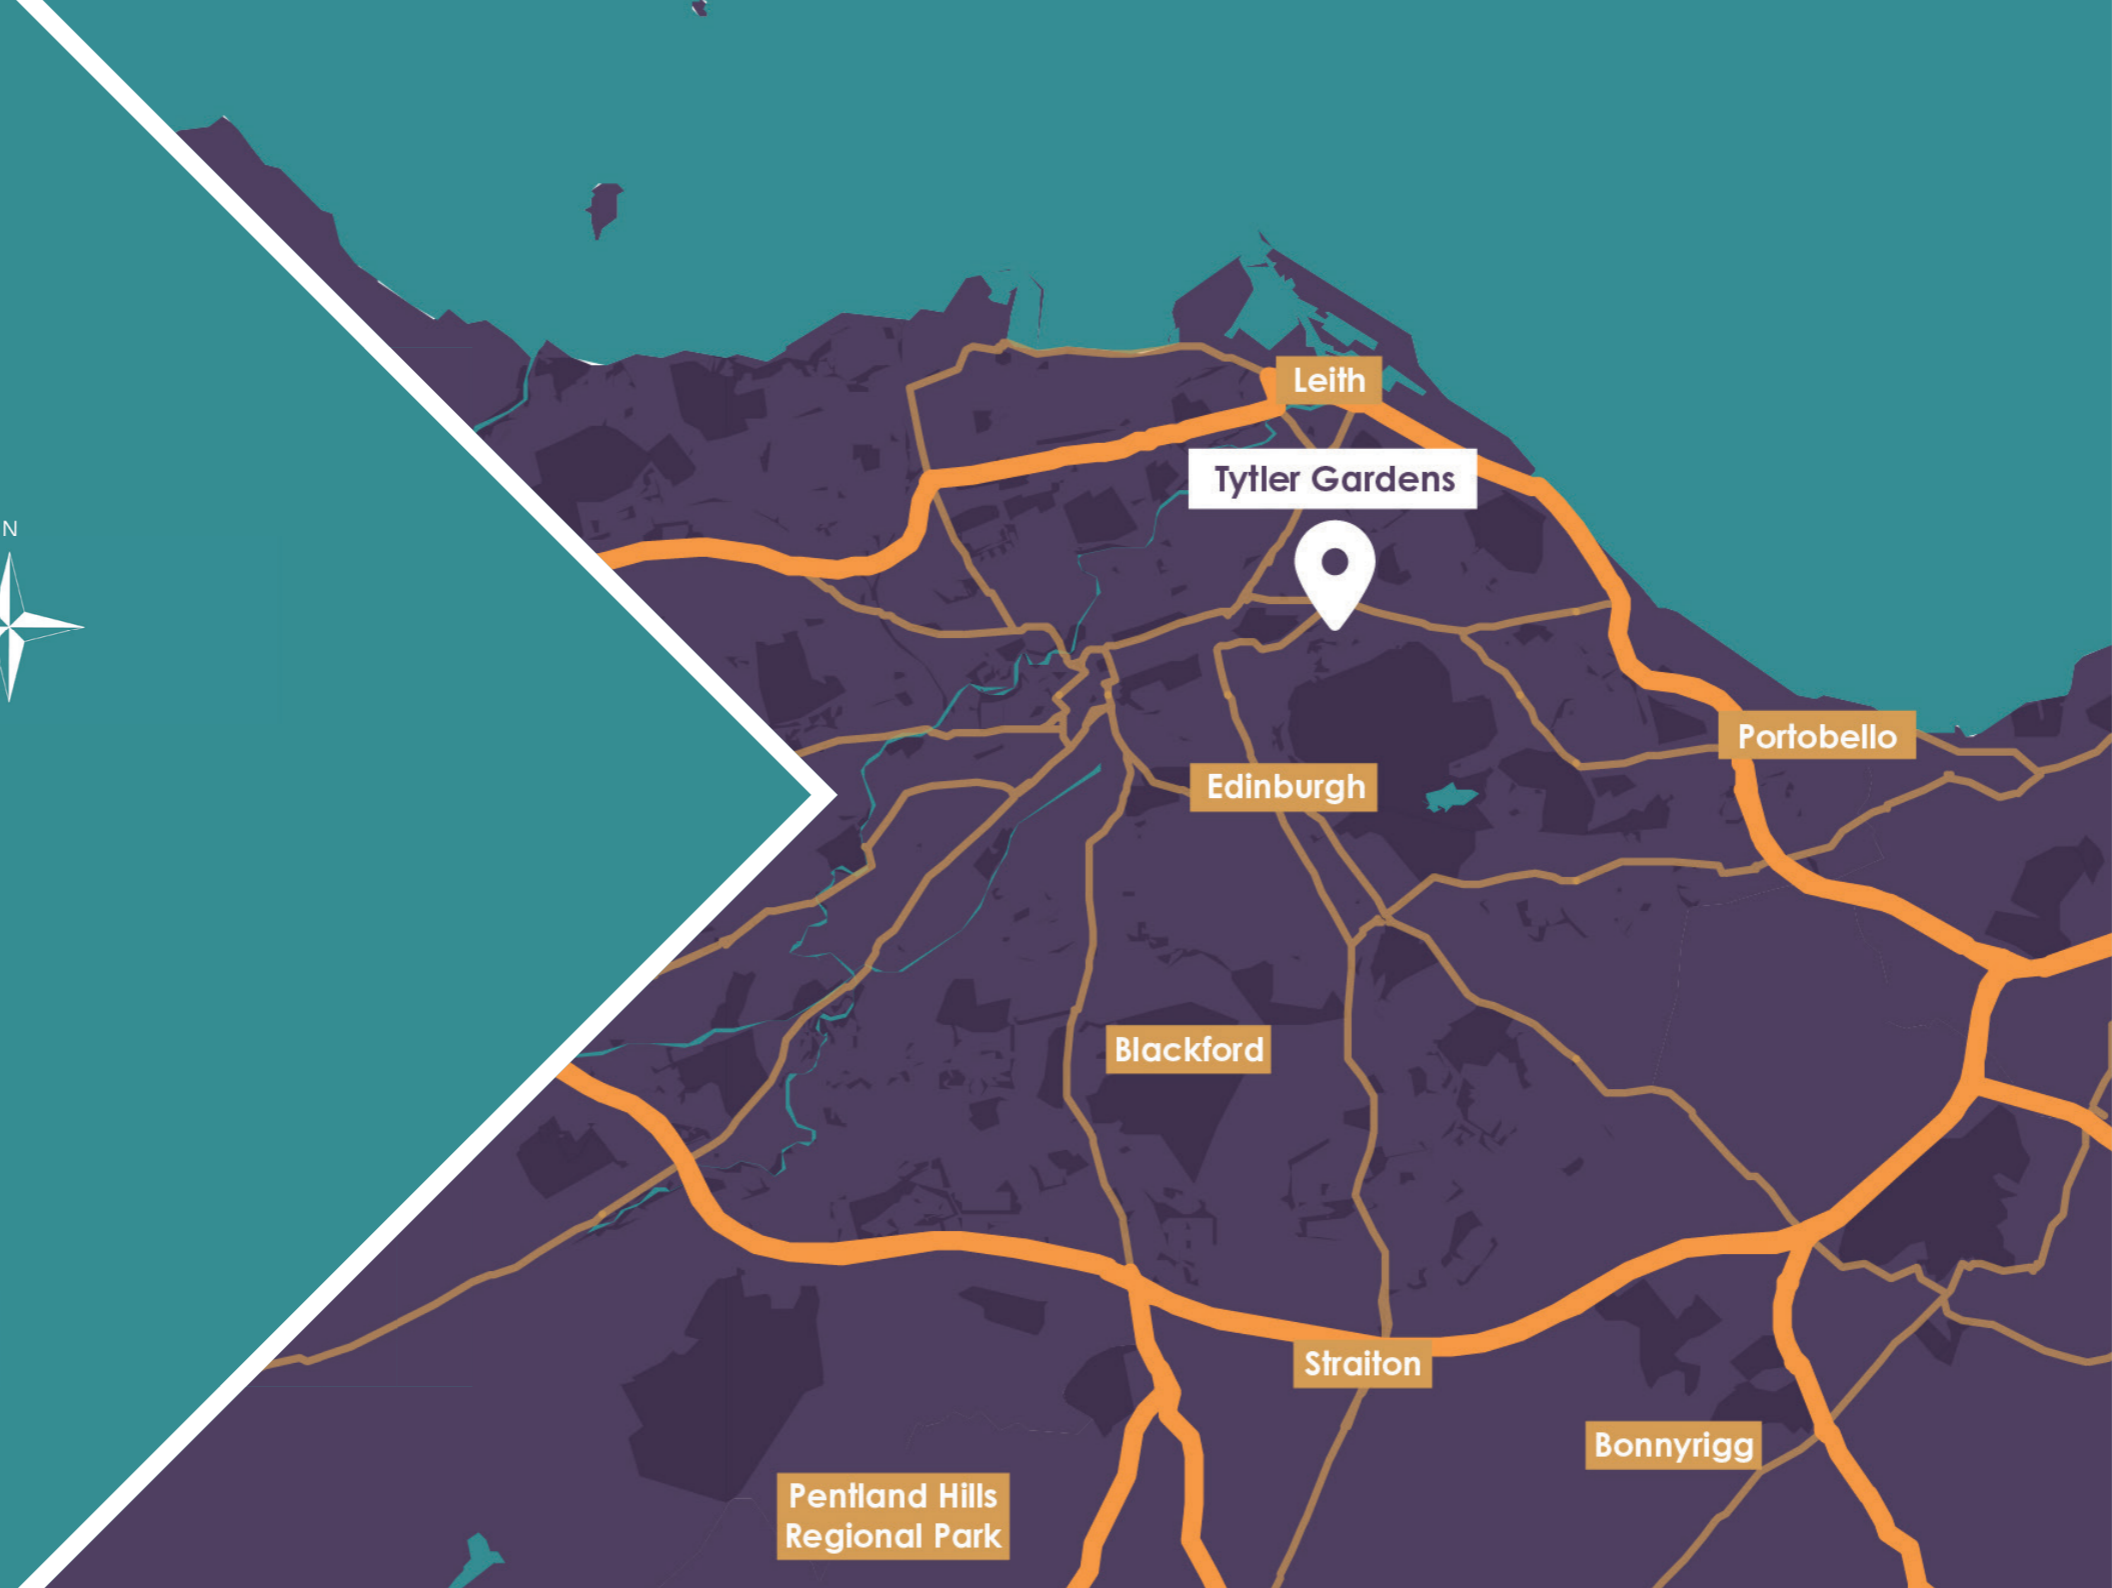 Leith
Tytler Gardens
N
Portobello
Edinburgh
Blackford
Straiton
Bonnyrigg
Pentland Hills
Regional Park